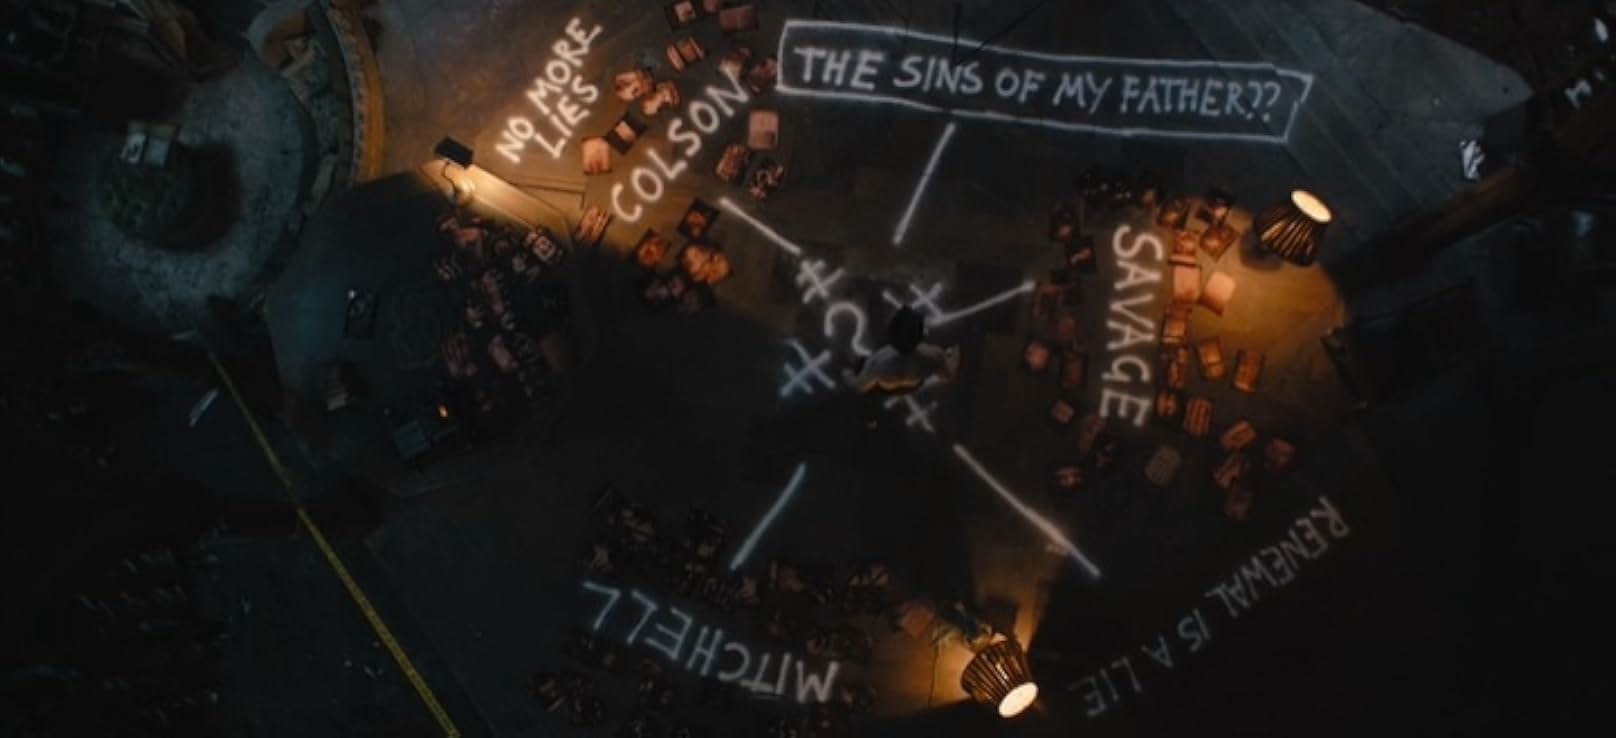 NO MORE
LIES
COLSON
THE SINS OF MY FATHER??
SAVAGE
?
MITCHELL
RENEWAL IS A LIE